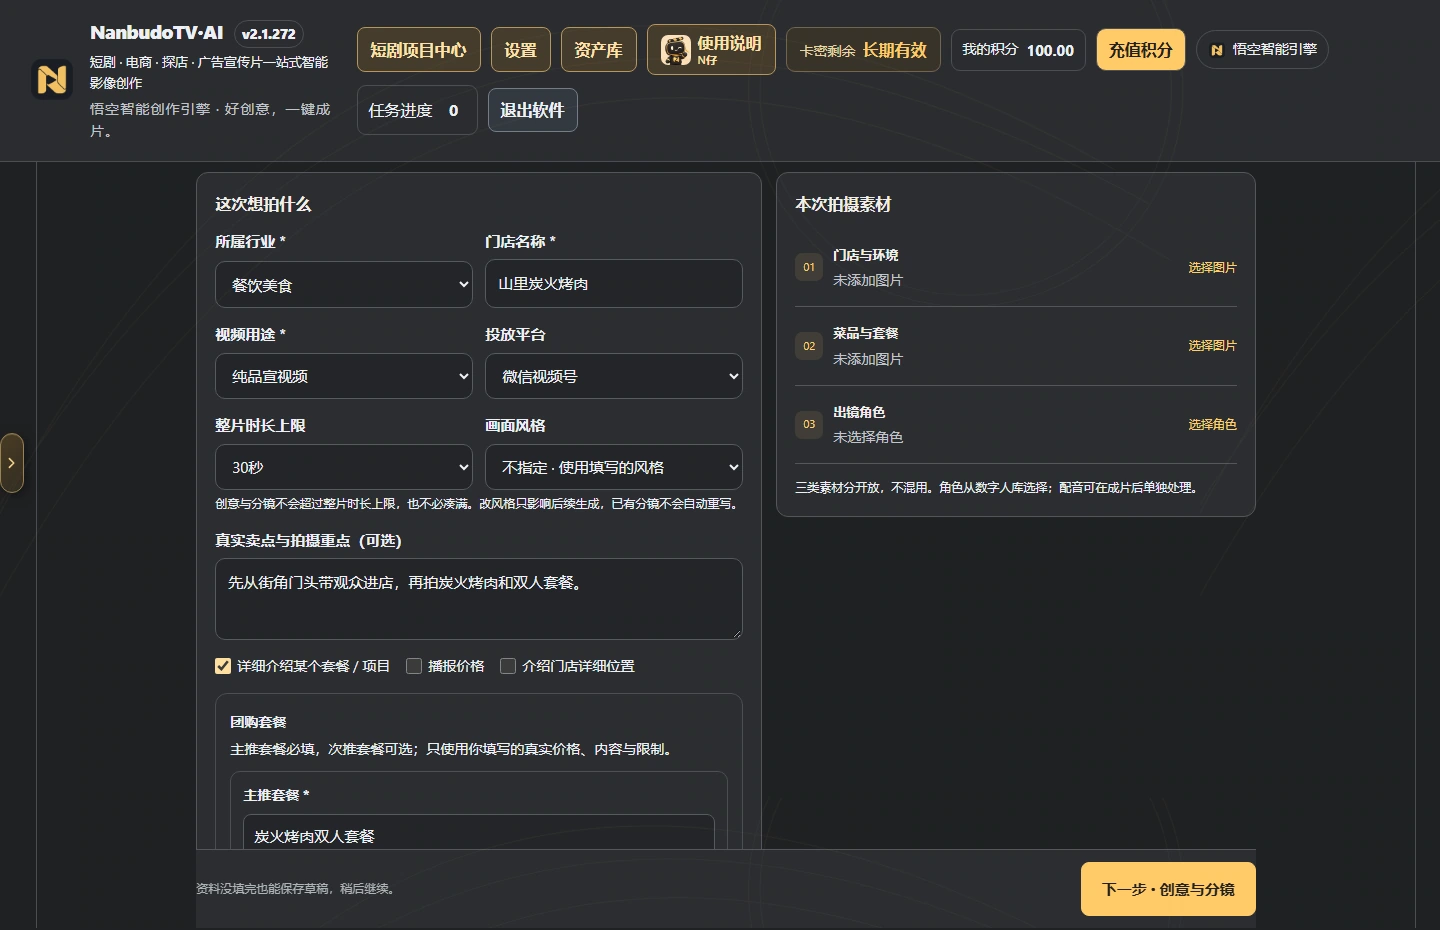 NanbudoTV·AI v2.1.272
短剧 · 电商 · 探店 · 广告宣传片一站式智能
影像创作
悟空智能创作引擎 · 好创意，一键成
片。
短剧项目中心
设置
资产库
使用说明
N仔
卡密剩余 长期有效
我的积分 100.00
充值积分
悟空智能引擎
任务进度 0
退出软件
这次想拍什么
所属行业 *
门店名称 *
餐饮美食
山里炭火烤肉
视频用途 *
投放平台
纯品宣视频
微信视频号
整片时长上限
画面风格
30秒
不指定 · 使用填写的风格
创意与分镜不会超过整片时长上限，也不必凑满。改风格只影响后续生成，已有分镜不会自动重写。
真实卖点与拍摄重点（可选）
先从街角门头带观众进店，再拍炭火烤肉和双人套餐。
详细介绍某个套餐 / 项目
播报价格
介绍门店详细位置
团购套餐
主推套餐必填，次推套餐可选；只使用你填写的真实价格、内容与限制。
主推套餐 *
炭火烤肉双人套餐
本次拍摄素材
01
门店与环境
未添加图片
选择图片
02
菜品与套餐
未添加图片
选择图片
03
出镜角色
未选择角色
选择角色
三类素材分开放，不混用。角色从数字人库选择；配音可在成片后单独处理。
资料没填完也能保存草稿，稍后继续。
下一步 · 创意与分镜